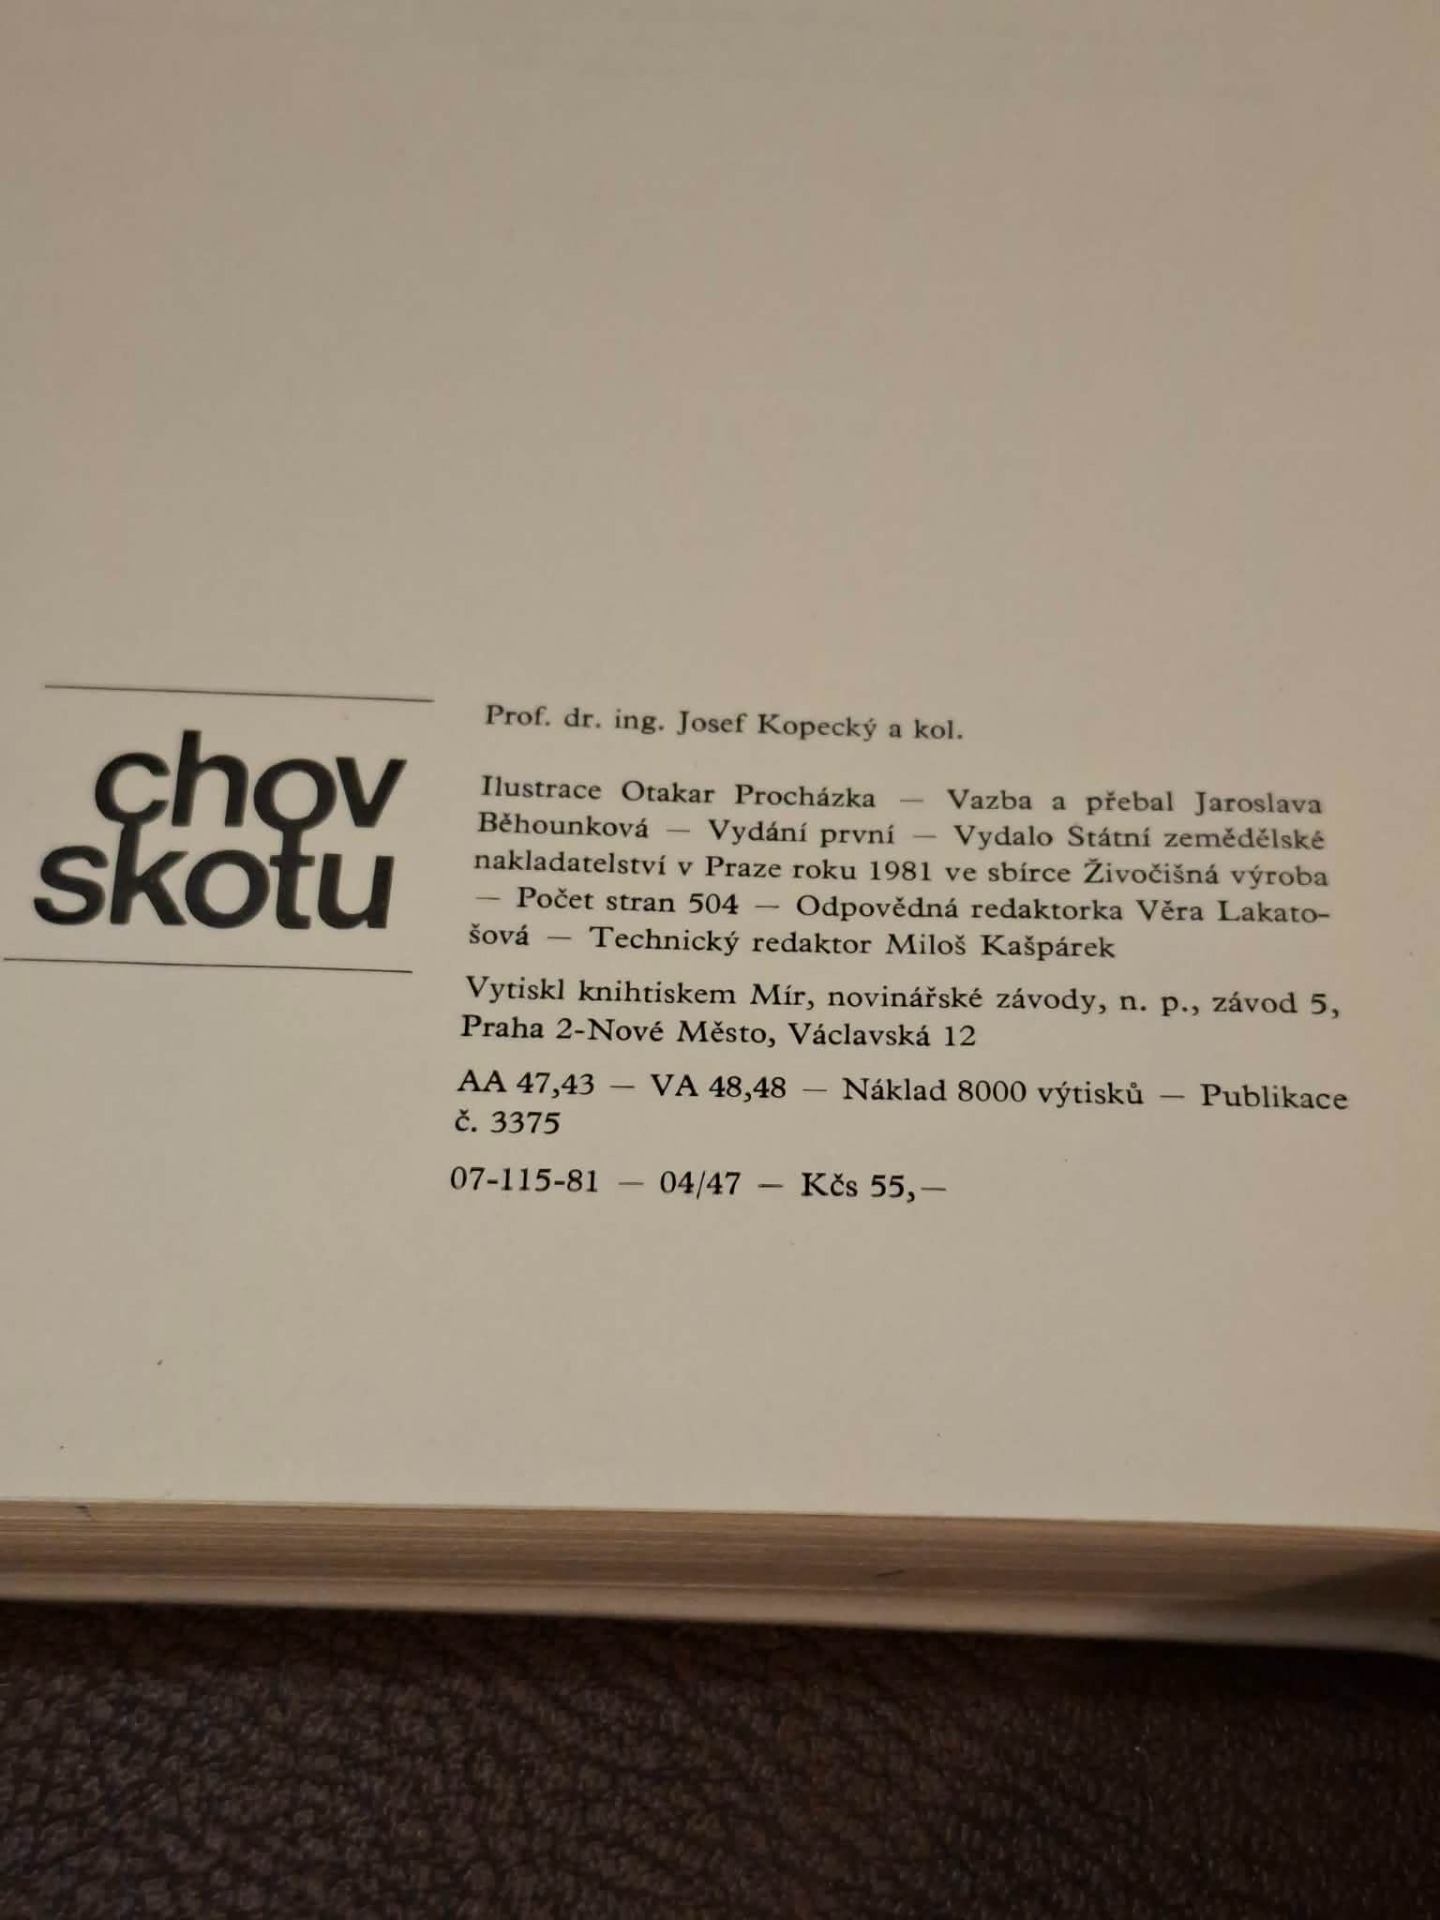 chov
skotu
Prof. dr. ing. Josef Kopecký a kol.
Ilustrace Otakar Procházka — Vazba a přebal Jaroslava
Běhounková — Vydání první — Vydalo Státní zemědělské
nakladatelství v Praze roku 1981 ve sbírce Živočišná výroba
— Počet stran 504 — Odpovědná redaktorka Věra Lakato-
šová — Technický redaktor Miloš Kašpárek
Vytiskl knihtiskem Mír, novinářské závody, n. p., závod 5,
Praha 2-Nové Město, Václavská 12
AA 47,43 — VA 48,48 — Náklad 8000 výtisků — Publikace
č. 3375
07-115-81 — 04/47 — Kčs 55,—